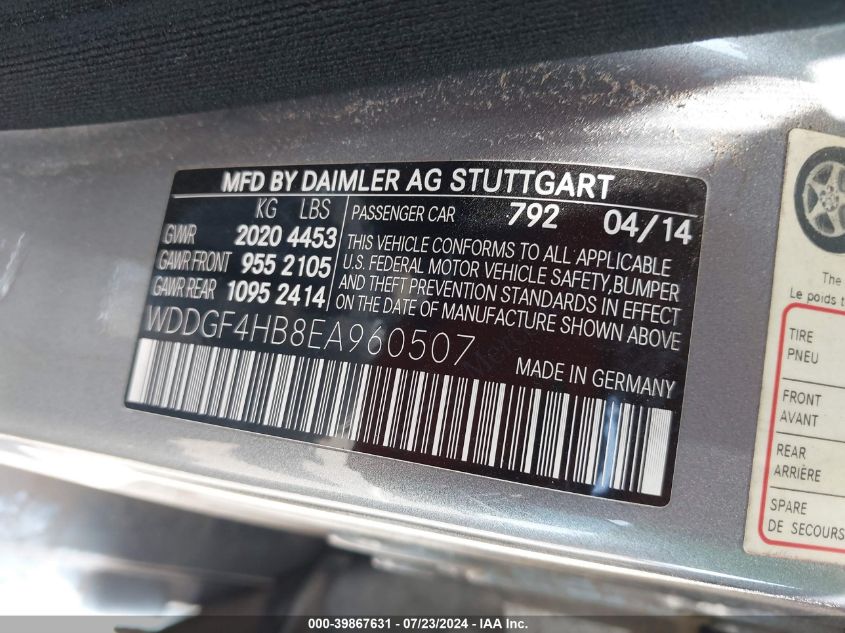 MFD BY DAIMLER AG STUTTGART
KG LBS
GVWR 2020 4453
GAWR FRONT 955 2105
GAWR REAR 1095 2414
PASSENGER CAR 792 04/14
THIS VEHICLE CONFORMS TO ALL APPLICABLE
U.S. FEDERAL MOTOR VEHICLE SAFETY, BUMPER
AND THEFT PREVENTION STANDARDS IN EFFECT
ON THE DATE OF MANUFACTURE SHOWN ABOVE
WDDGF4HB8EA960507
MADE IN GERMANY
The
Le poids
TIRE
PNEU
FRONT
AVANT
REAR
ARRIÈRE
SPARE
DE SECOURS
000-39867631 - 07/23/2024 - IAA Inc.